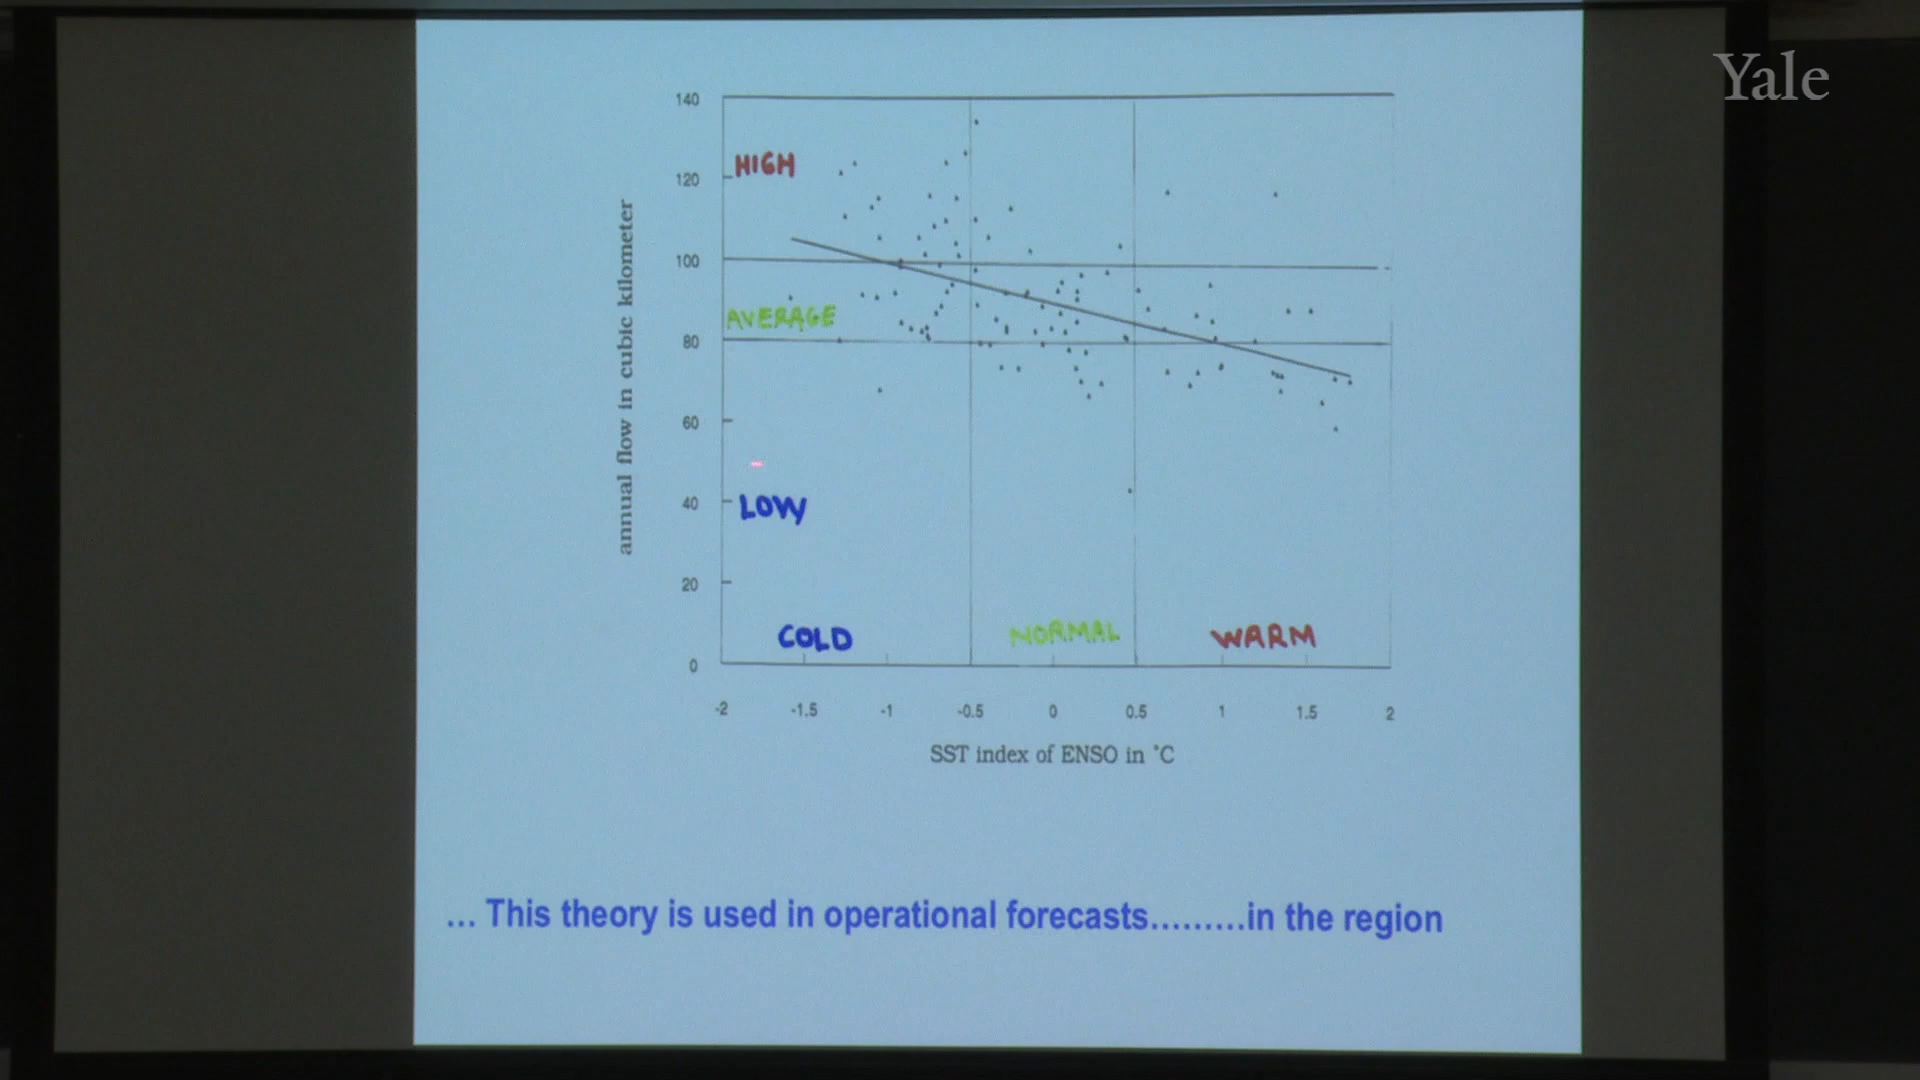 Yale
140
120
100
80
60
40
20
0
HIGH
AVERAGE
LOW
COLD
NORMAL
WARM
annual flow in cubic kilometer
-2 -1.5 -1 -0.5 0 0.5 1 1.5 2
SST index of ENSO in °C
... This theory is used in operational forecasts.........in the region